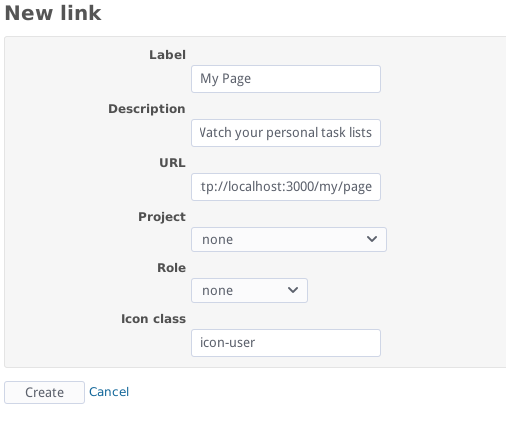 New link
Label
My Page
Description
Watch your personal task lists
URL
tp://localhost:3000/my/page
Project
none
Role
none
Icon class
icon-user
Create Cancel